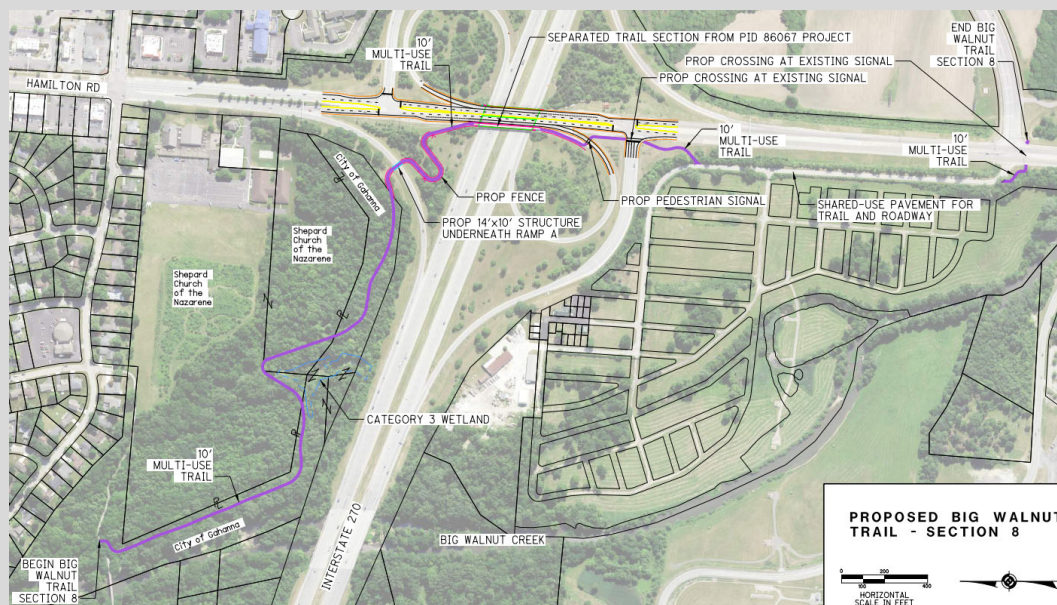 SEPARATED TRAIL SECTION FROM PID 86067 PROJECT
END BIG
WALNUT
TRAIL
SECTION 8
10'
MULTI-USE
TRAIL
PROP CROSSING AT EXISTING SIGNAL
PROP CROSSING AT EXISTING SIGNAL
HAMILTON RD
10'
MULTI-USE
TRAIL
10'
MULTI-USE
TRAIL
City of Gahanna
PROP FENCE
PROP PEDESTRIAN SIGNAL
SHARED-USE PAVEMENT FOR
TRAIL AND ROADWAY
PROP 14'x10' STRUCTURE
UNDERNEATH RAMP A
Shepard
Church
of the
Nazarene
Shepard
Church
of the
Nazarene
CATEGORY 3 WETLAND
10'
MULTI-USE
TRAIL
City of Gahanna
INTERSTATE 270
BIG WALNUT CREEK
BEGIN BIG
WALNUT
TRAIL
SECTION 8
PROPOSED BIG WALNUT
TRAIL - SECTION 8
0 200
100 400
HORIZONTAL
SCALE IN FEET